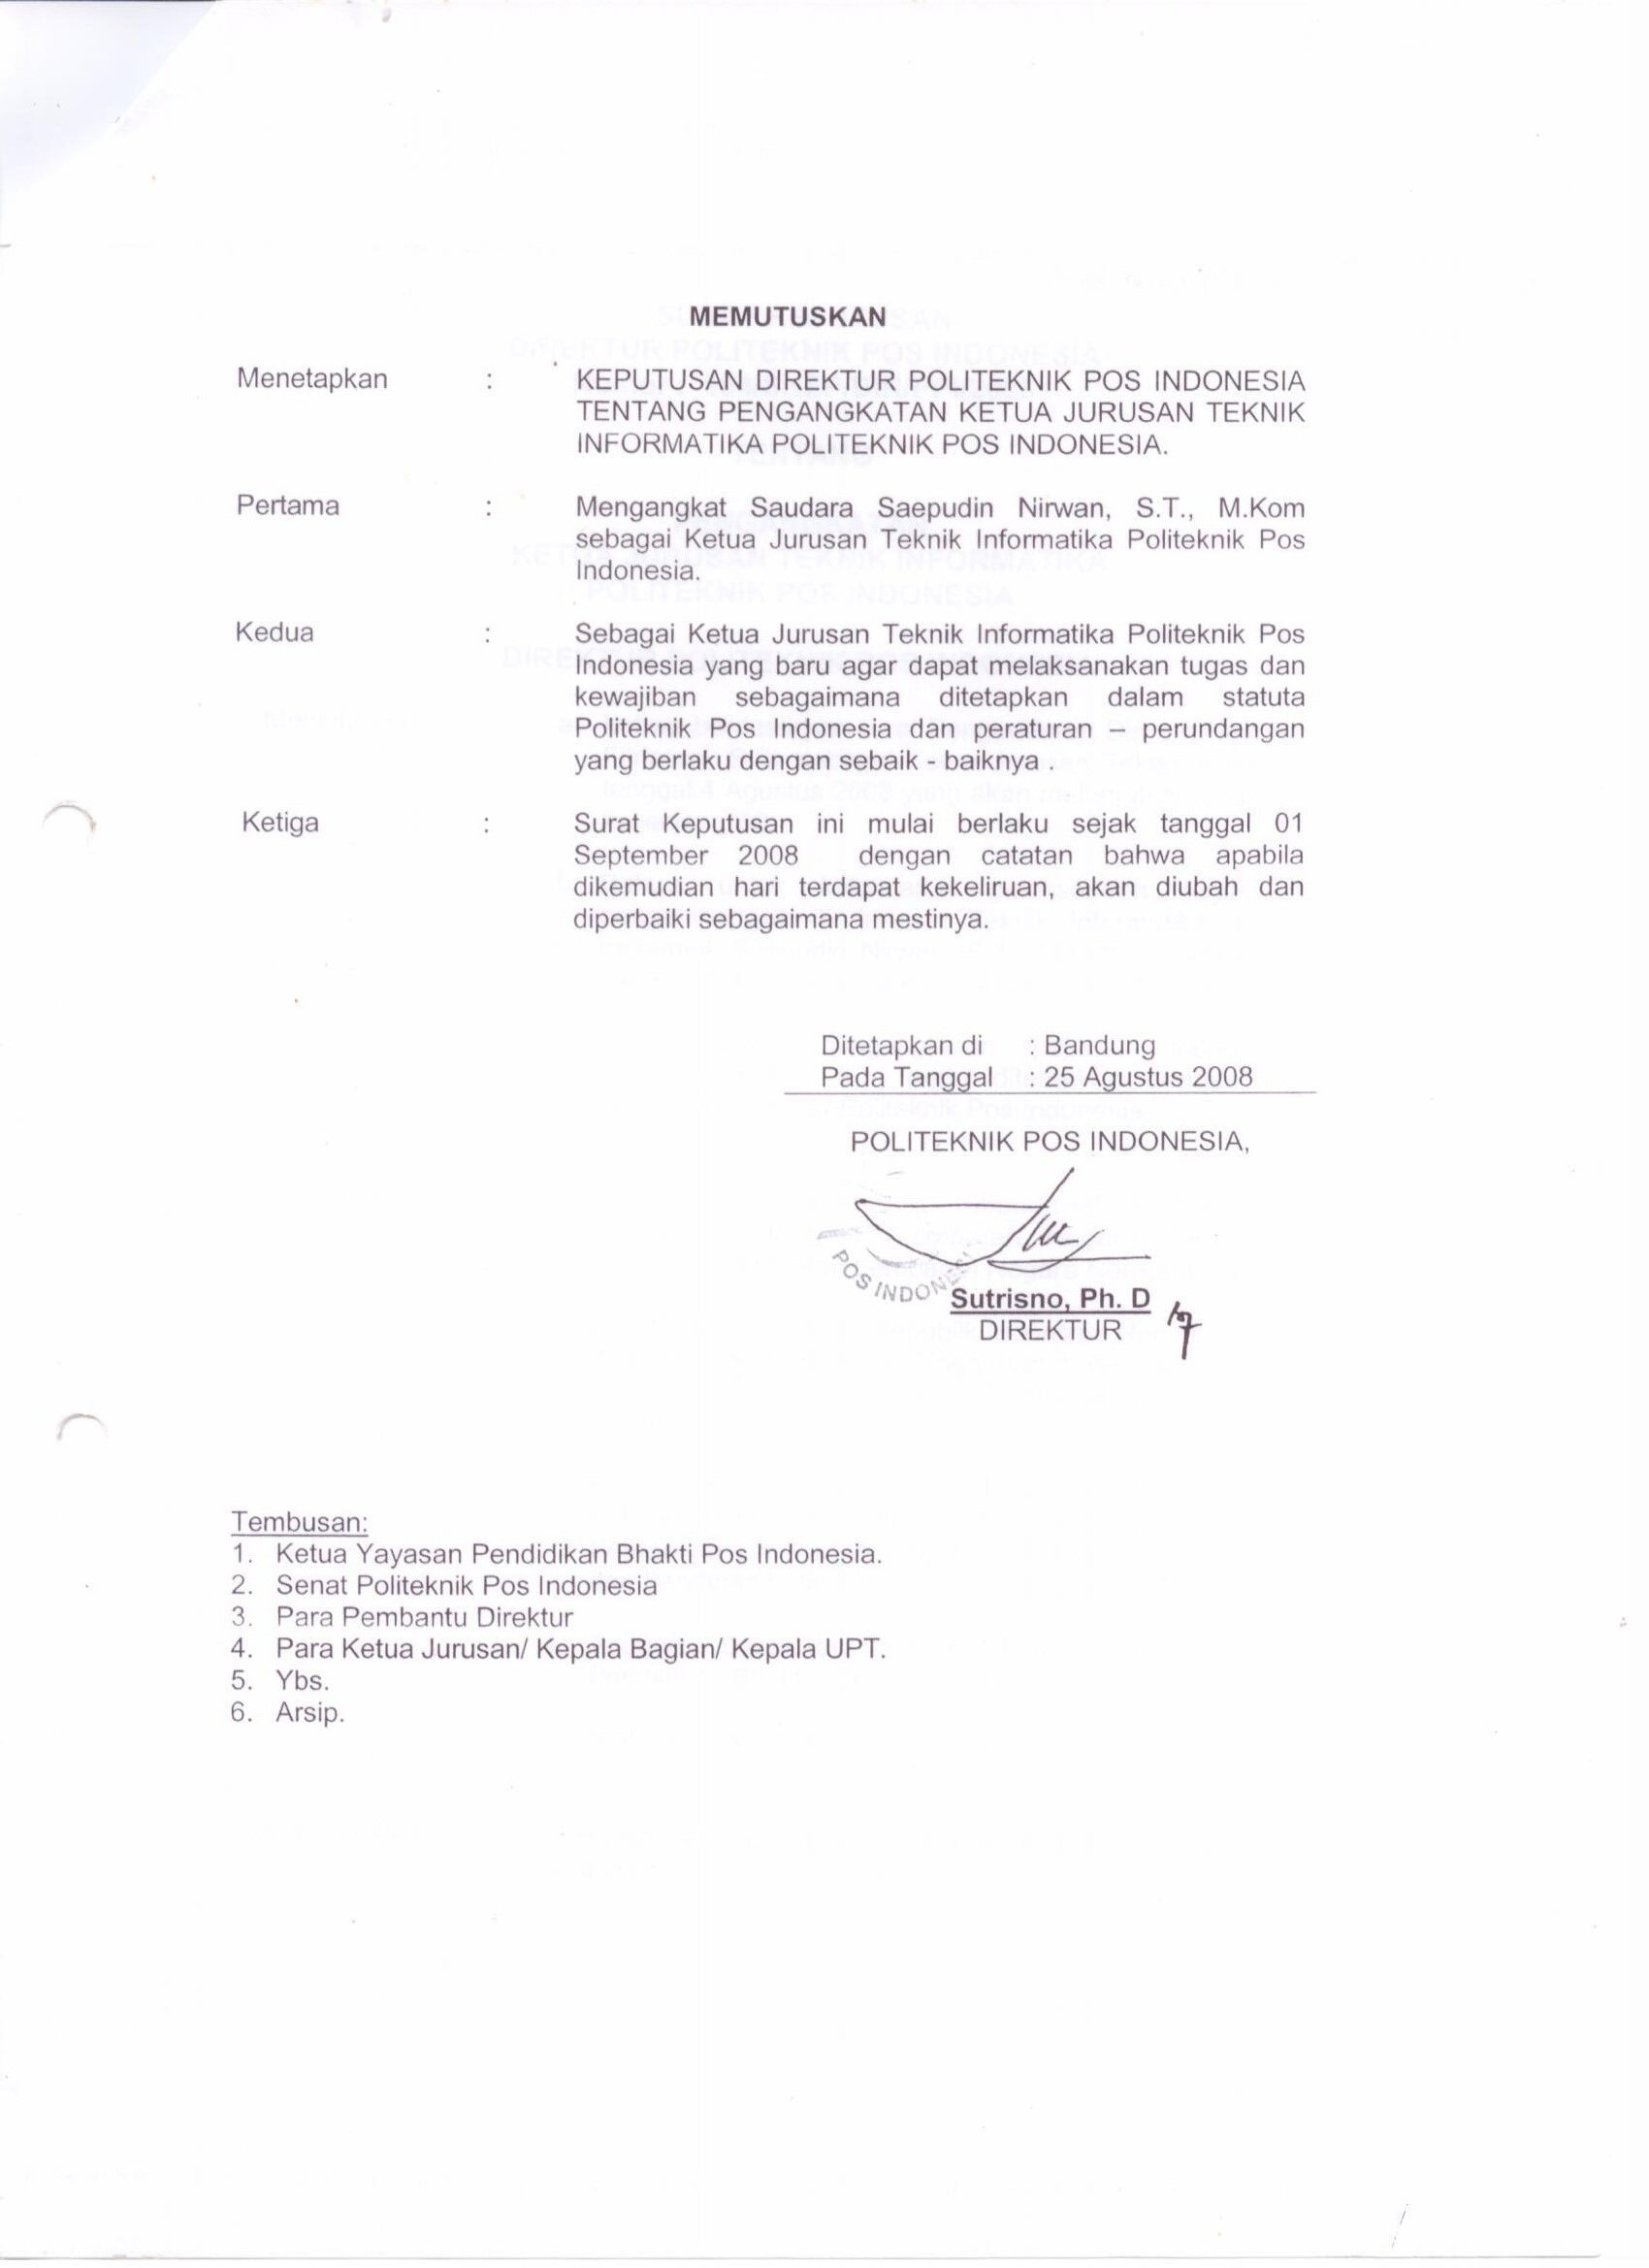 MEMUTUSKAN
Menetapkan : KEPUTUSAN DIREKTUR POLITEKNIK POS INDONESIA
TENTANG PENGANGKATAN KETUA JURUSAN TEKNIK
INFORMATIKA POLITEKNIK POS INDONESIA.
Pertama : Mengangkat Saudara Saepudin Nirwan, S.T., M.Kom
sebagai Ketua Jurusan Teknik Informatika Politeknik Pos
Indonesia.
Kedua : Sebagai Ketua Jurusan Teknik Informatika Politeknik Pos
Indonesia yang baru agar dapat melaksanakan tugas dan
kewajiban sebagaimana ditetapkan dalam statuta
Politeknik Pos Indonesia dan peraturan – perundangan
yang berlaku dengan sebaik - baiknya .
Ketiga : Surat Keputusan ini mulai berlaku sejak tanggal 01
September 2008 dengan catatan bahwa apabila
dikemudian hari terdapat kekeliruan, akan diubah dan
diperbaiki sebagaimana mestinya.
Ditetapkan di : Bandung
Pada Tanggal : 25 Agustus 2008
POLITEKNIK POS INDONESIA,
POS INDONESI
Sutrisno, Ph. D
DIREKTUR
Tembusan:
1. Ketua Yayasan Pendidikan Bhakti Pos Indonesia.
2. Senat Politeknik Pos Indonesia
3. Para Pembantu Direktur
4. Para Ketua Jurusan/ Kepala Bagian/ Kepala UPT.
5. Ybs.
6. Arsip.